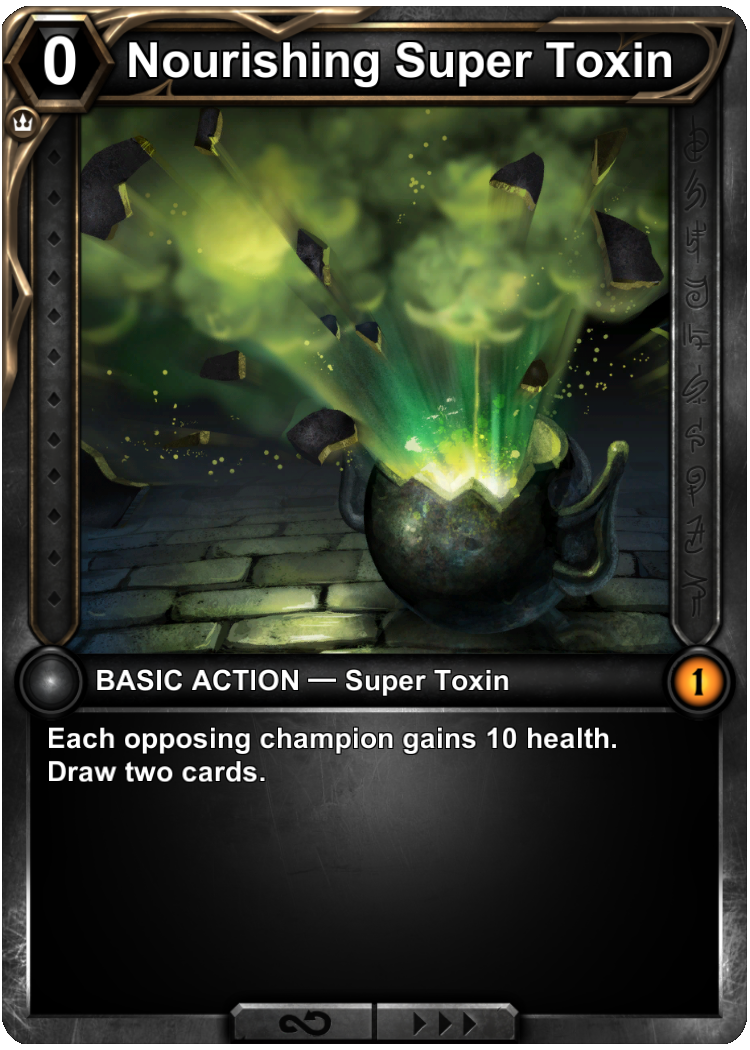 0 Nourishing Super Toxin
BASIC ACTION — Super Toxin
1
Each opposing champion gains 10 health.
Draw two cards.